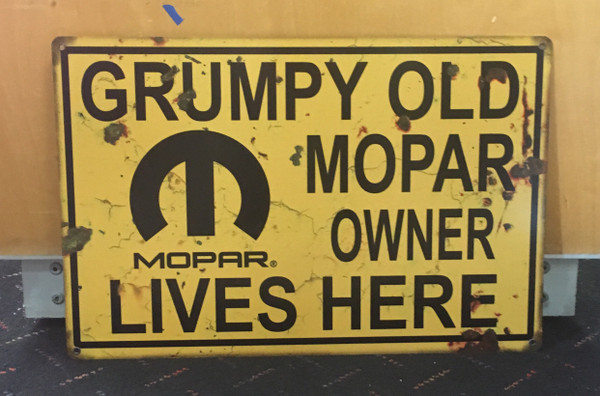 GRUMPY OLD
MOPAR
OWNER
MOPAR®
LIVES HERE